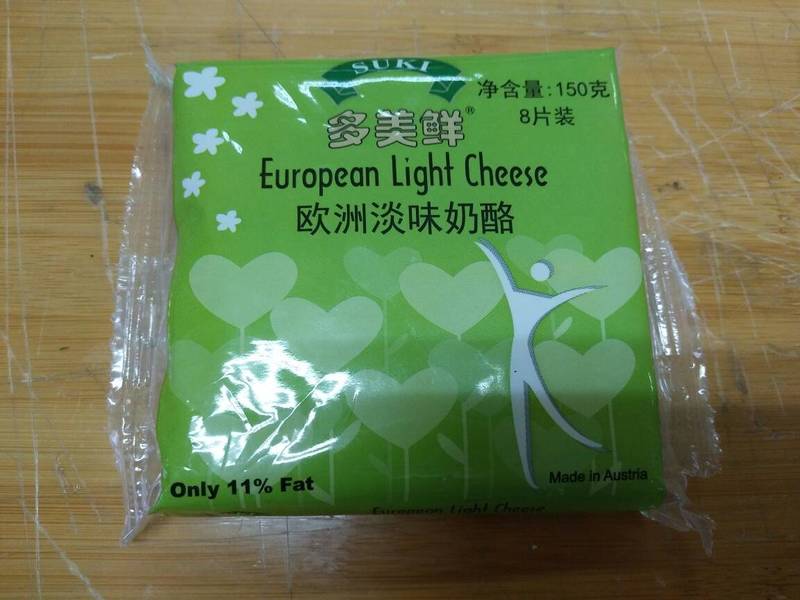 SUKI
净含量:150克
8片装
多美鲜®
European Light Cheese
欧洲淡味奶酪
Only 11% Fat
Made in Austria
European Light Cheese